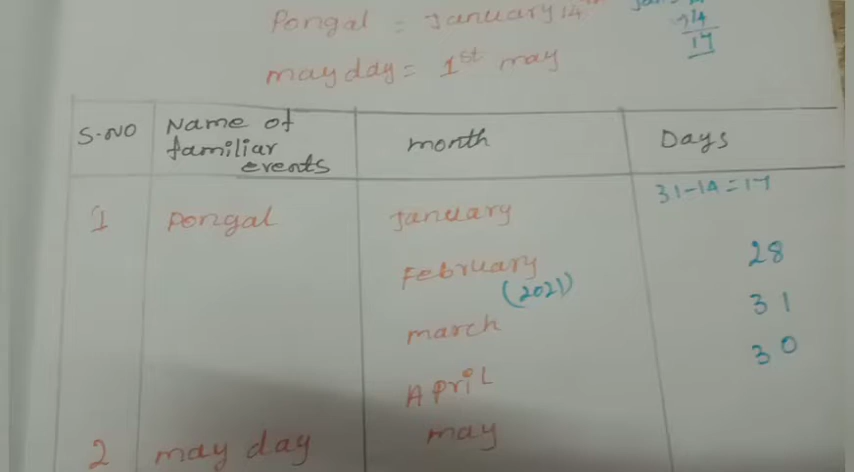 Pongal = January 14
may day = 1st may
14
17
S.NO Name of familiar events month Days
1 Pongal January 31-14=17
February 28
(2021)
march 31
April 30
2 may day may